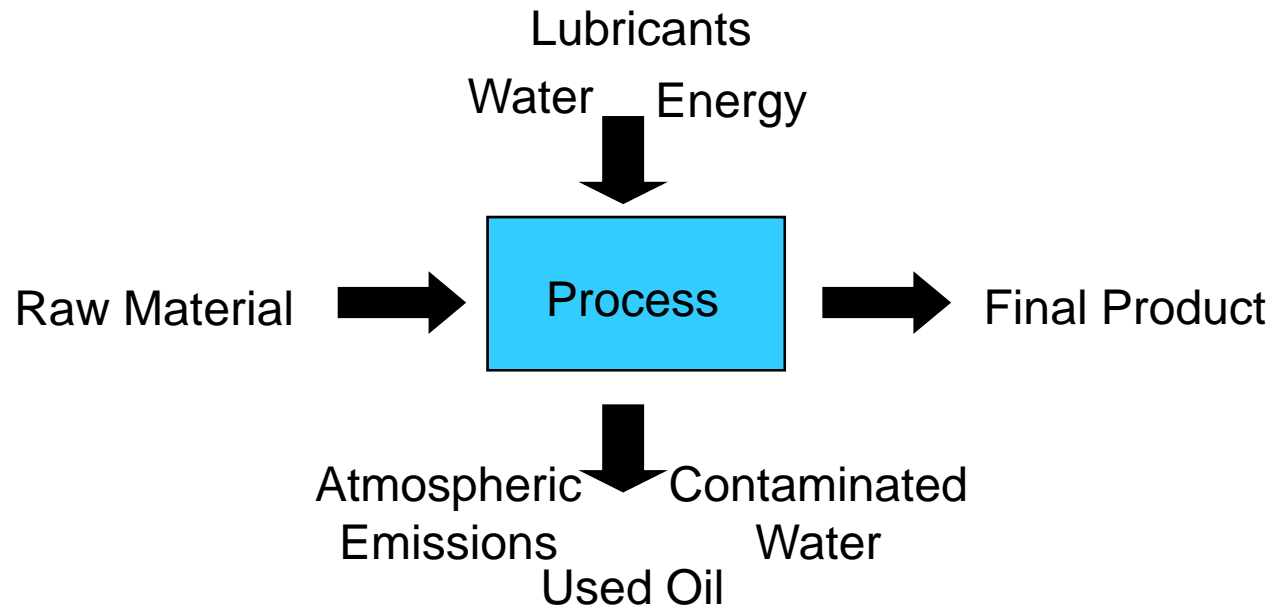 Lubricants
Water Energy
Raw Material
Process
Final Product
Atmospheric
Emissions
Contaminated
Water
Used Oil